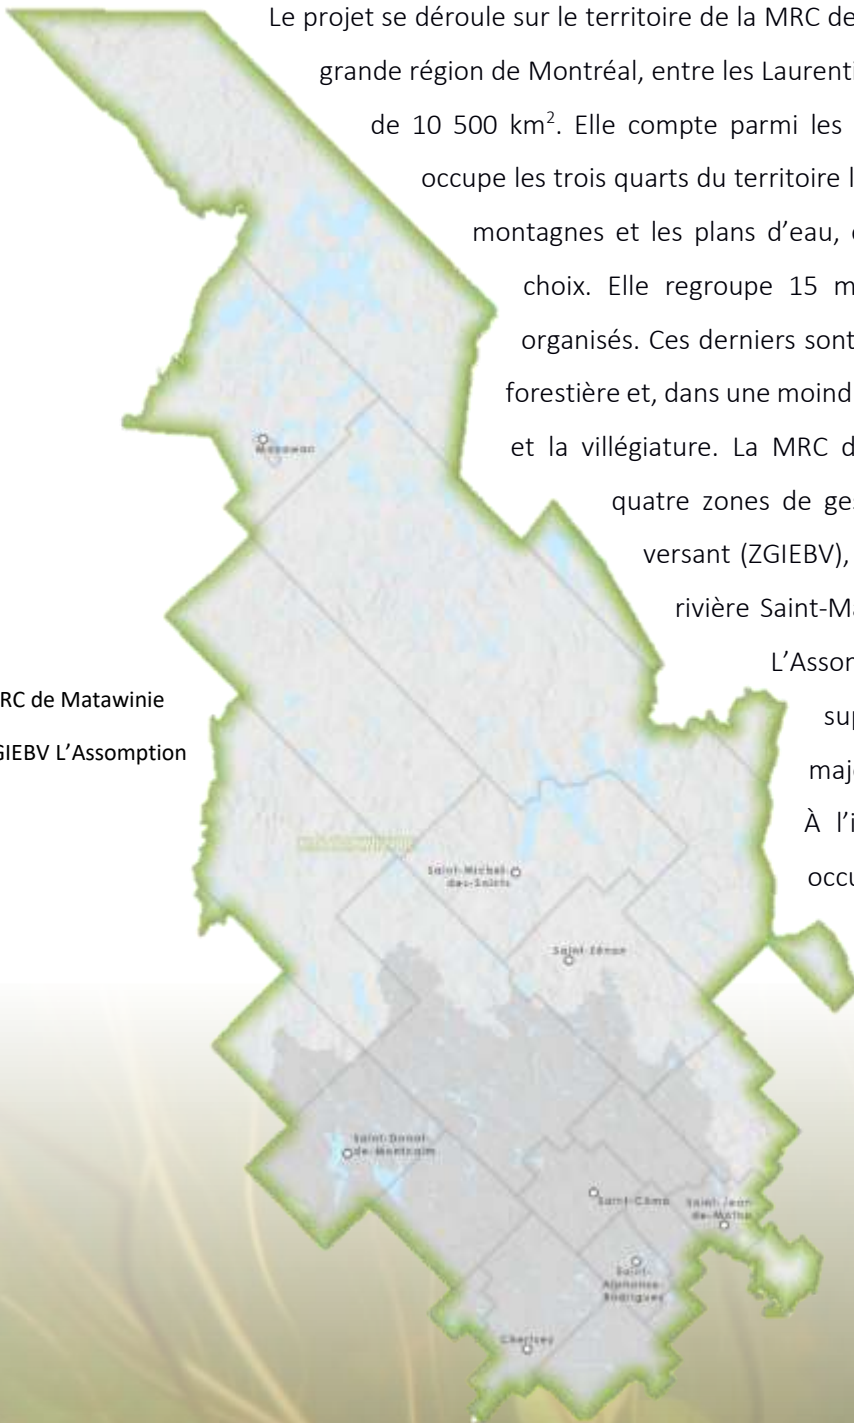 Le projet se déroule sur le territoire de la MRC de
grande région de Montréal, entre les Laurenti
de 10 500 km². Elle compte parmi les
occupe les trois quarts du territoire l
montagnes et les plans d’eau,
choix. Elle regroupe 15 m
organisés. Ces derniers sont
forestière et, dans une moind
et la villégiature. La MRC d
quatre zones de ges
versant (ZGIEBV),
rivière Saint-Ma
L’Assom
sup
maj
À l’i
occu
RC de Matawinie
GIEBV L’Assomption
Manawan
Saint-Michel-
des-Saints
Saint-Zénon
Saint-Donat-
de-Montcalm
Saint-Côme
Saint-Jean-
de-Matha
Saint-
Alphonse-
Rodriguez
Chertsey